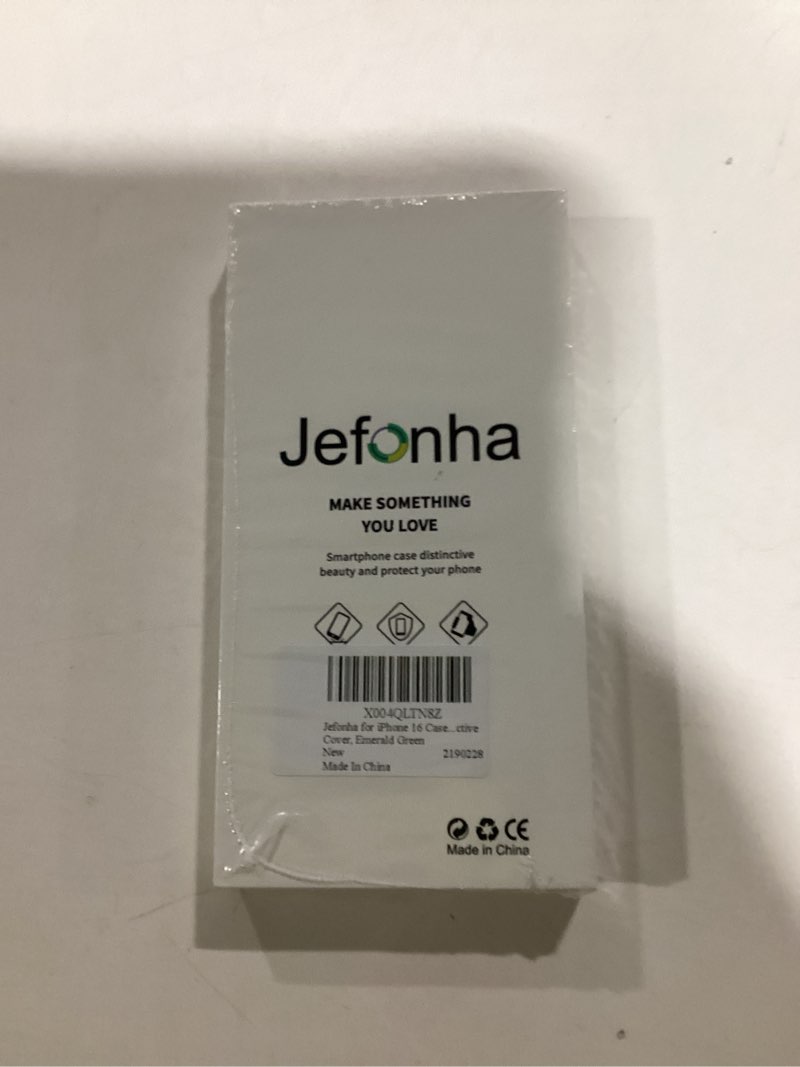 Jefonha
MAKE SOMETHING
YOU LOVE
Smartphone case distinctive
beauty and protect your phone
X004QLTN8Z
Jefonha for iPhone 16 Case...ctive
Cover, Emerald Green
New 2190228
Made In China
CE
Made in China